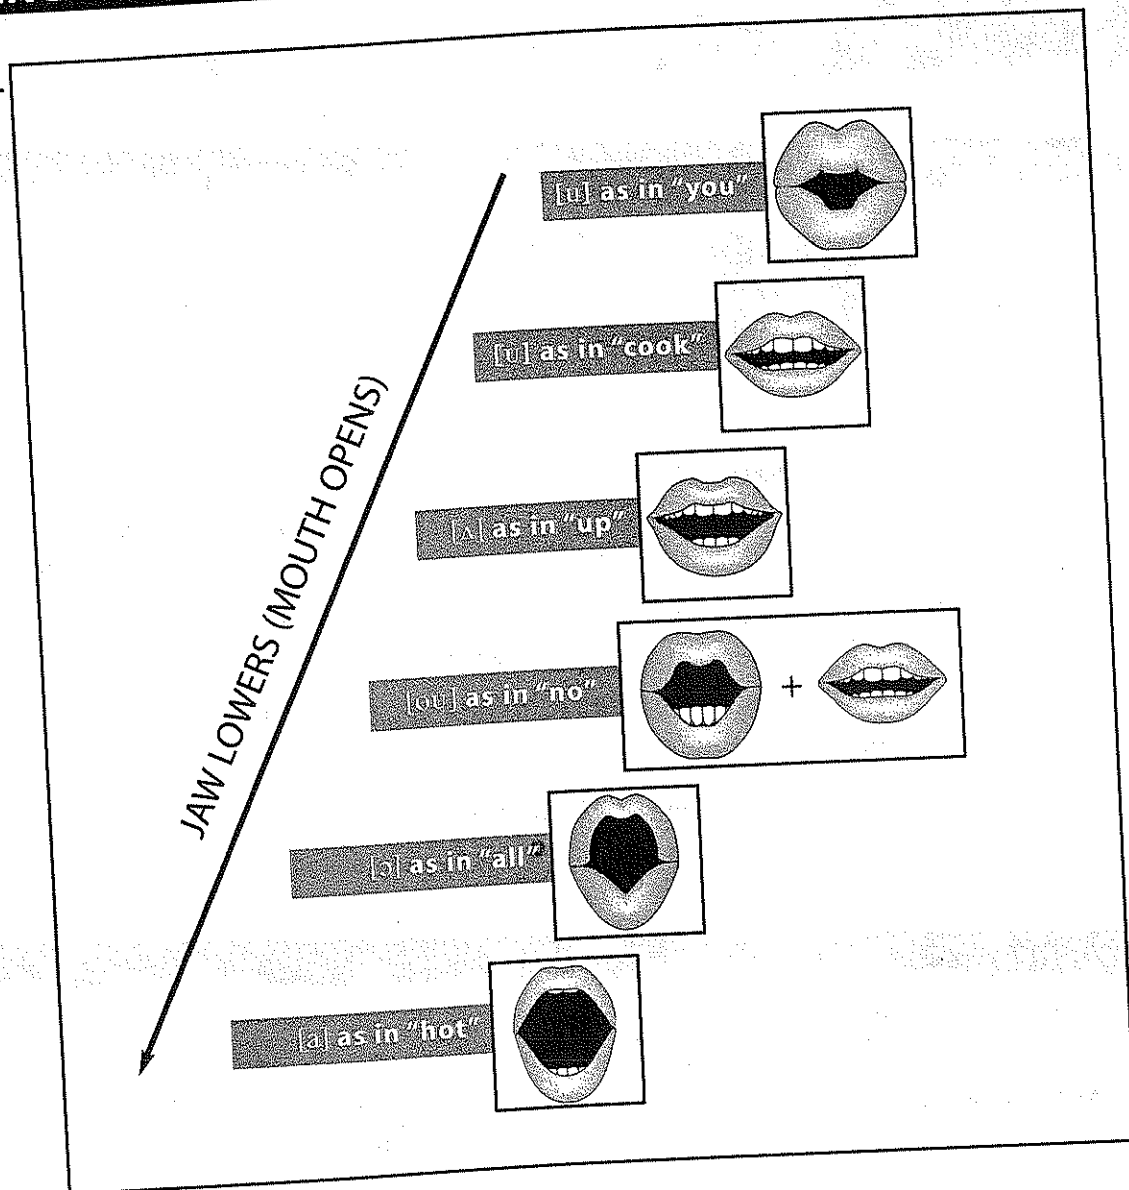 [u] as in "you"
[ʊ] as in "cook"
[ʌ] as in "up"
[oʊ] as in "no"
[ɔ] as in "all"
[a] as in "hot"
JAW LOWERS (MOUTH OPENS)
+